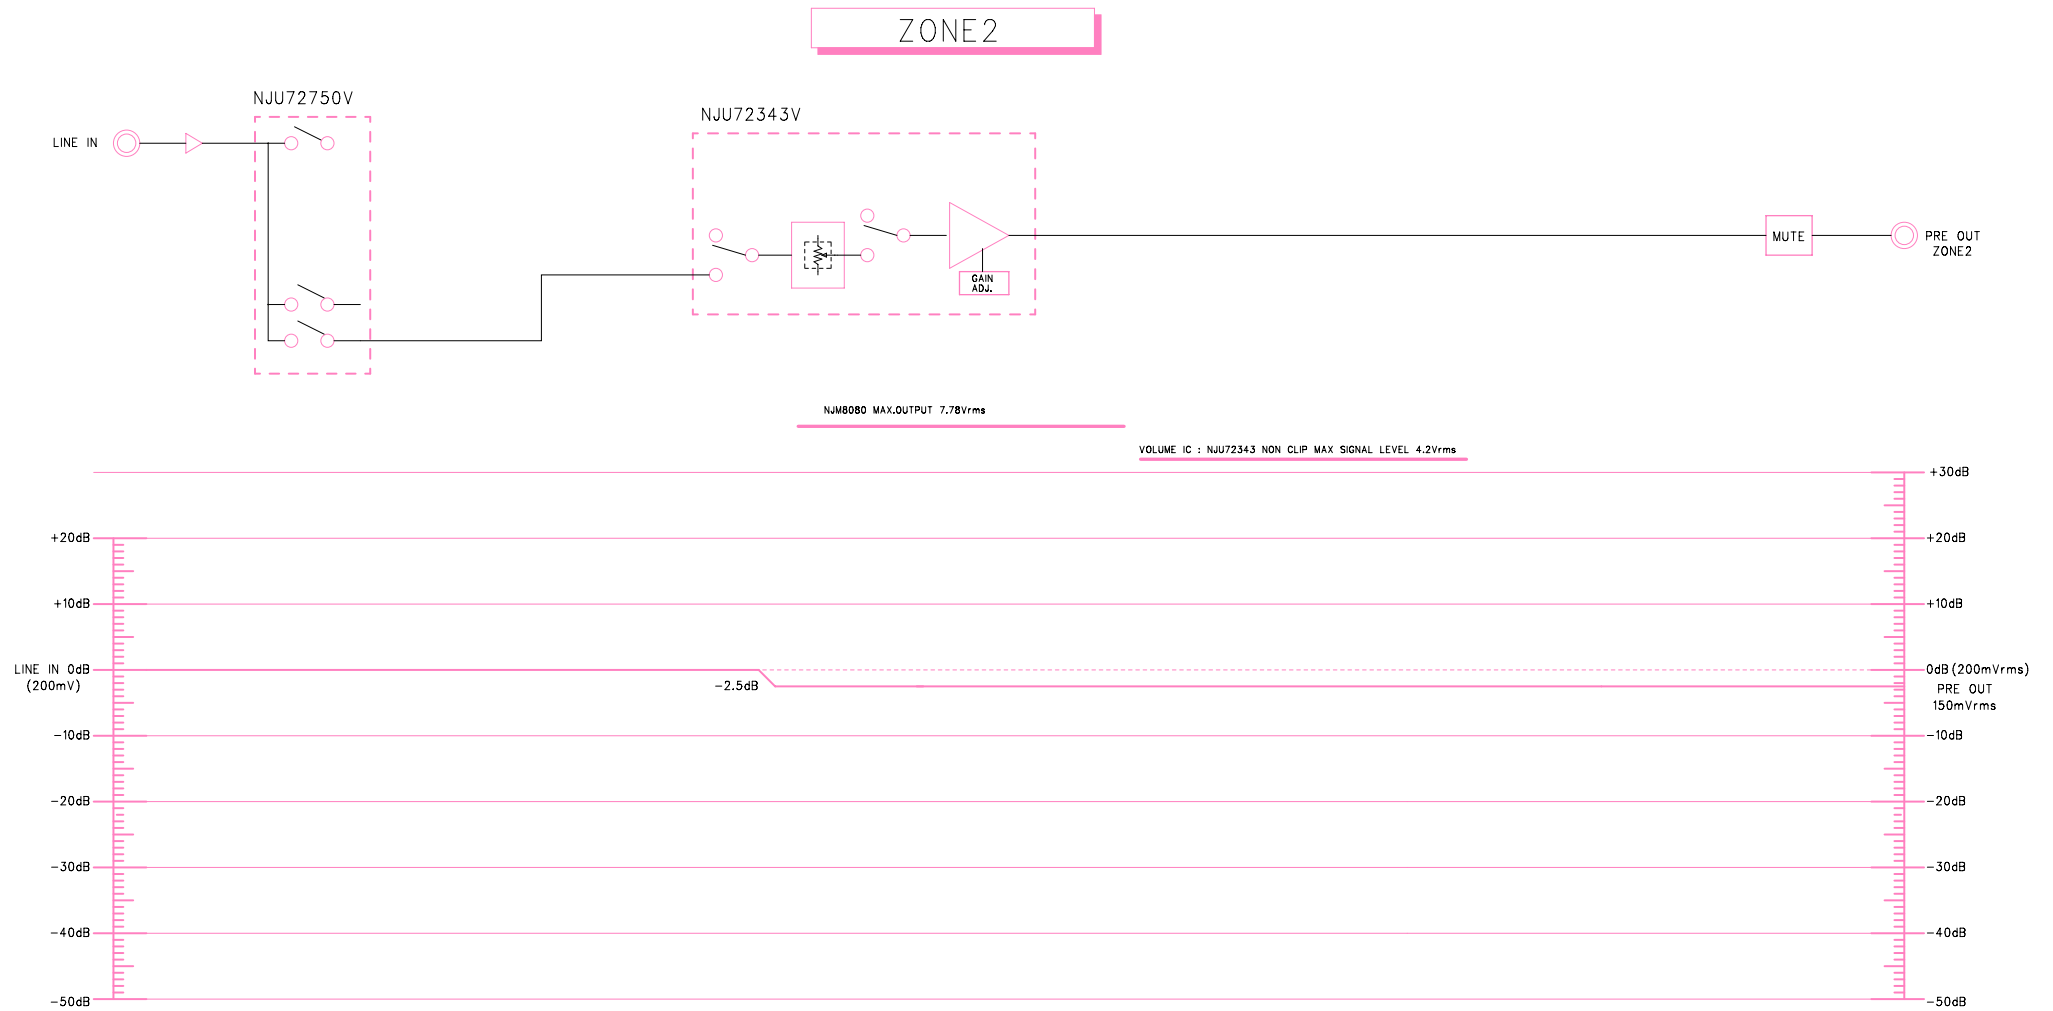 ZONE2
NJU72750V
NJU72343V
LINE IN
GAIN
ADJ.
MUTE
PRE OUT
ZONE2
NJM8080 MAX.OUTPUT 7.78Vrms
VOLUME IC : NJU72343 NON CLIP MAX SIGNAL LEVEL 4.2Vrms
+30dB
+20dB
+20dB
+10dB
+10dB
LINE IN 0dB
(200mV)
-2.5dB
0dB(200mVrms)
PRE OUT
150mVrms
-10dB
-10dB
-20dB
-20dB
-30dB
-30dB
-40dB
-40dB
-50dB
-50dB